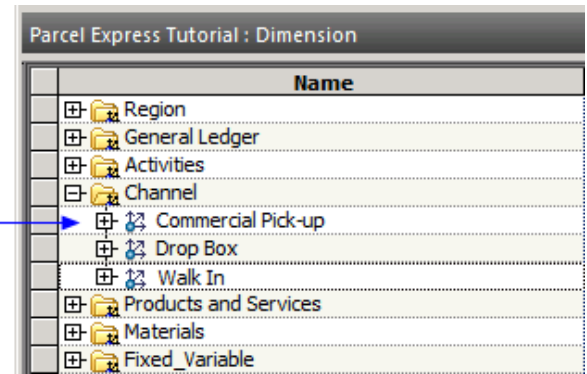 Parcel Express Tutorial : Dimension
Name
Region
General Ledger
Activities
Channel
Commercial Pick-up
Drop Box
Walk In
Products and Services
Materials
Fixed_Variable